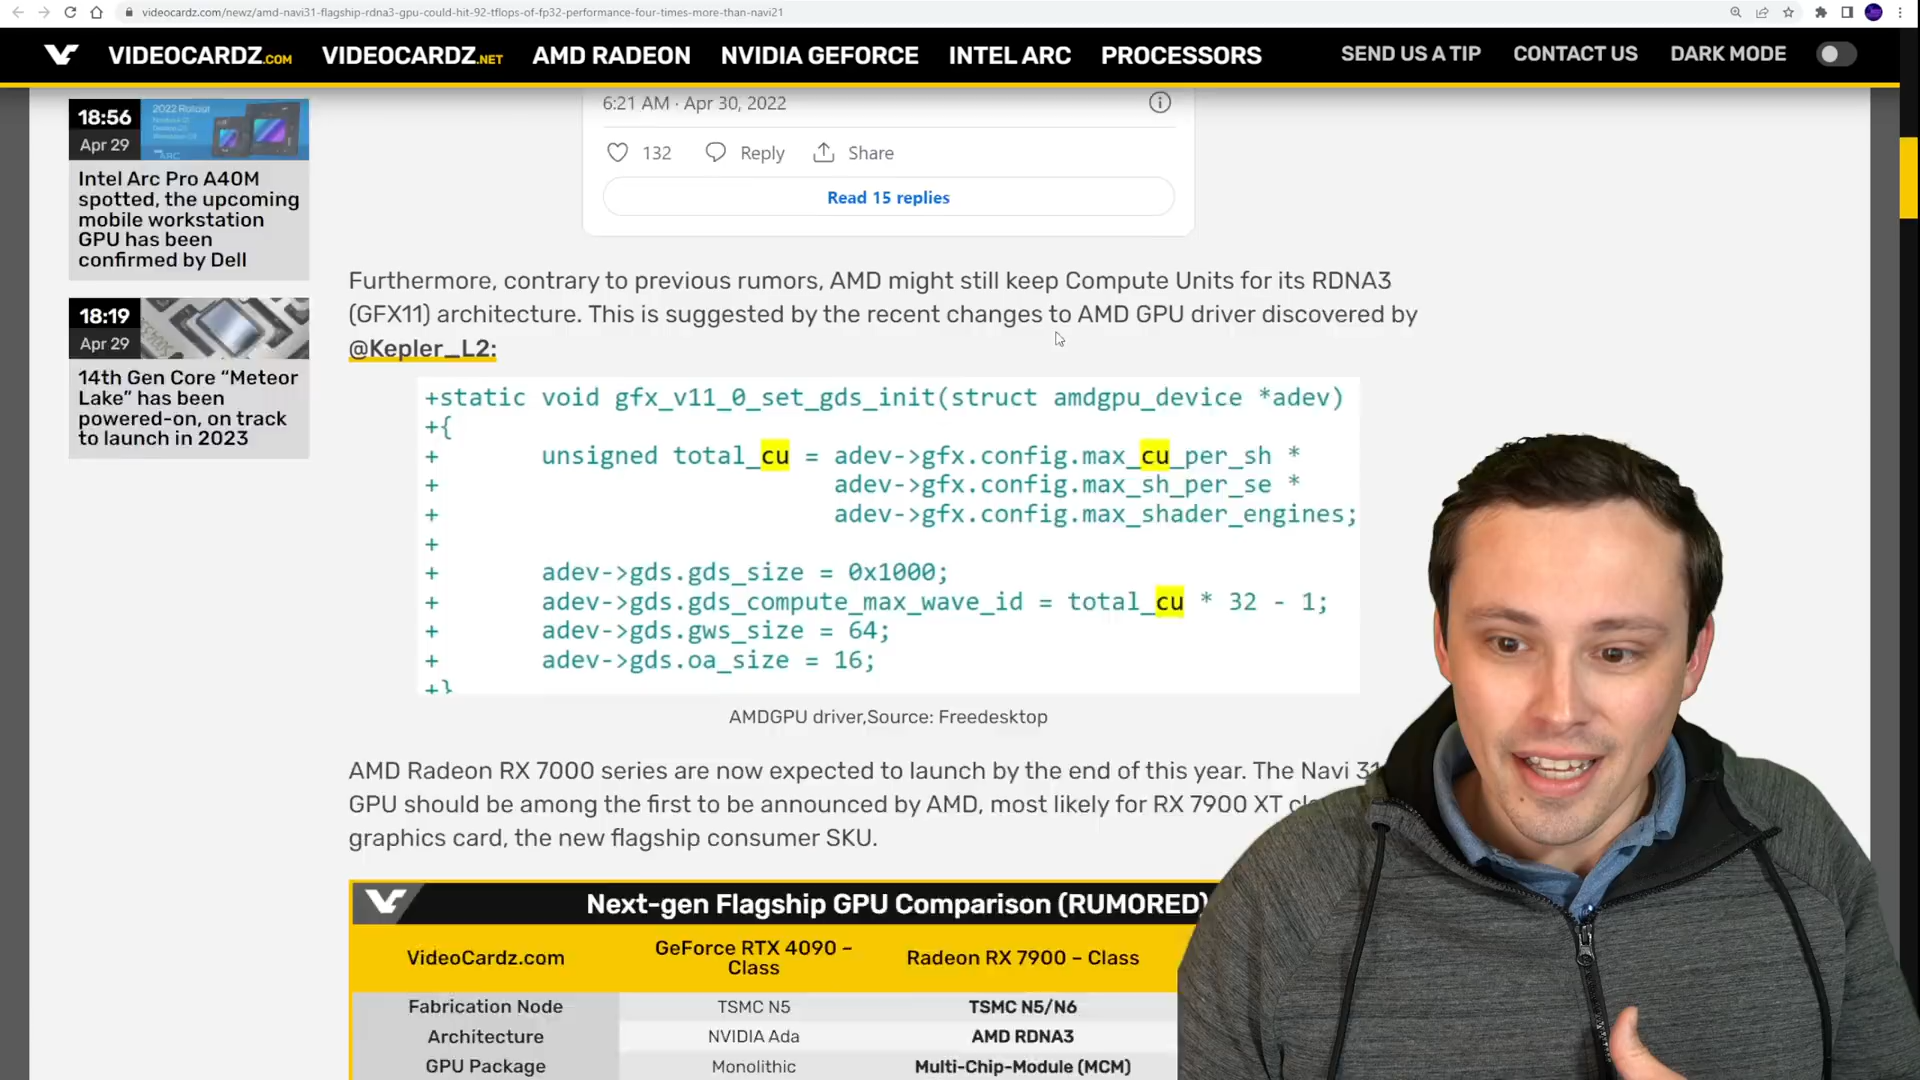 videocardz.com/newz/amd-navi31-flagship-rdna3-gpu-could-hit-92-tflops-of-fp32-performance-four-times-more-than-navi21
VIDEOCARDZ.COM VIDEOCARDZ.NET AMD RADEON NVIDIA GEFORCE INTEL ARC PROCESSORS SEND US A TIP CONTACT US DARK MODE
18:56
Apr 29
Intel Arc Pro A40M
spotted, the upcoming
mobile workstation
GPU has been
confirmed by Dell
18:19
Apr 29
14th Gen Core “Meteor
Lake” has been
powered-on, on track
to launch in 2023
6:21 AM · Apr 30, 2022
132 Reply Share
Read 15 replies
Furthermore, contrary to previous rumors, AMD might still keep Compute Units for its RDNA3
(GFX11) architecture. This is suggested by the recent changes to AMD GPU driver discovered by
@Kepler_L2:
+static void gfx_v11_0_set_gds_init(struct amdgpu_device *adev)
+{
+ unsigned total_cu = adev->gfx.config.max_cu_per_sh *
+ adev->gfx.config.max_sh_per_se *
+ adev->gfx.config.max_shader_engines;
+
+ adev->gds.gds_size = 0x1000;
+ adev->gds.gds_compute_max_wave_id = total_cu * 32 - 1;
+ adev->gds.gws_size = 64;
+ adev->gds.oa_size = 16;
+}
AMDGPU driver,Source: Freedesktop
AMD Radeon RX 7000 series are now expected to launch by the end of this year. The Navi 31
GPU should be among the first to be announced by AMD, most likely for RX 7900 XT
graphics card, the new flagship consumer SKU.
Next-gen Flagship GPU Comparison (RUMORED)
VideoCardz.com GeForce RTX 4090 – Class Radeon RX 7900 – Class
Fabrication Node TSMC N5 TSMC N5/N6
Architecture NVIDIA Ada AMD RDNA3
GPU Package Monolithic Multi-Chip-Module (MCM)